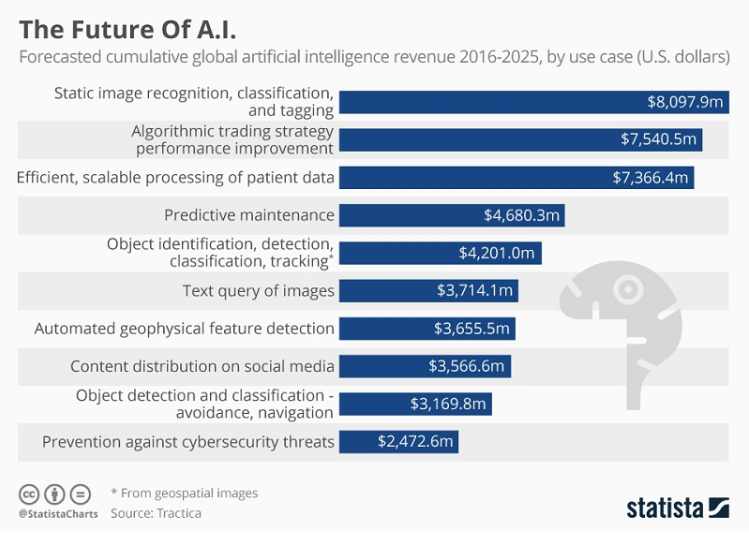 The Future Of A.I.
Forecasted cumulative global artificial intelligence revenue 2016-2025, by use case (U.S. dollars)
Static image recognition, classification,
and tagging
$8,097.9m
Algorithmic trading strategy
performance improvement
$7,540.5m
Efficient, scalable processing of patient data
$7,366.4m
Predictive maintenance
$4,680.3m
Object identification, detection,
classification, tracking*
$4,201.0m
Text query of images
$3,714.1m
Automated geophysical feature detection
$3,655.5m
Content distribution on social media
$3,566.6m
Object detection and classification -
avoidance, navigation
$3,169.8m
Prevention against cybersecurity threats
$2,472.6m
cc
@StatistaCharts
* From geospatial images
Source: Tractica
statista